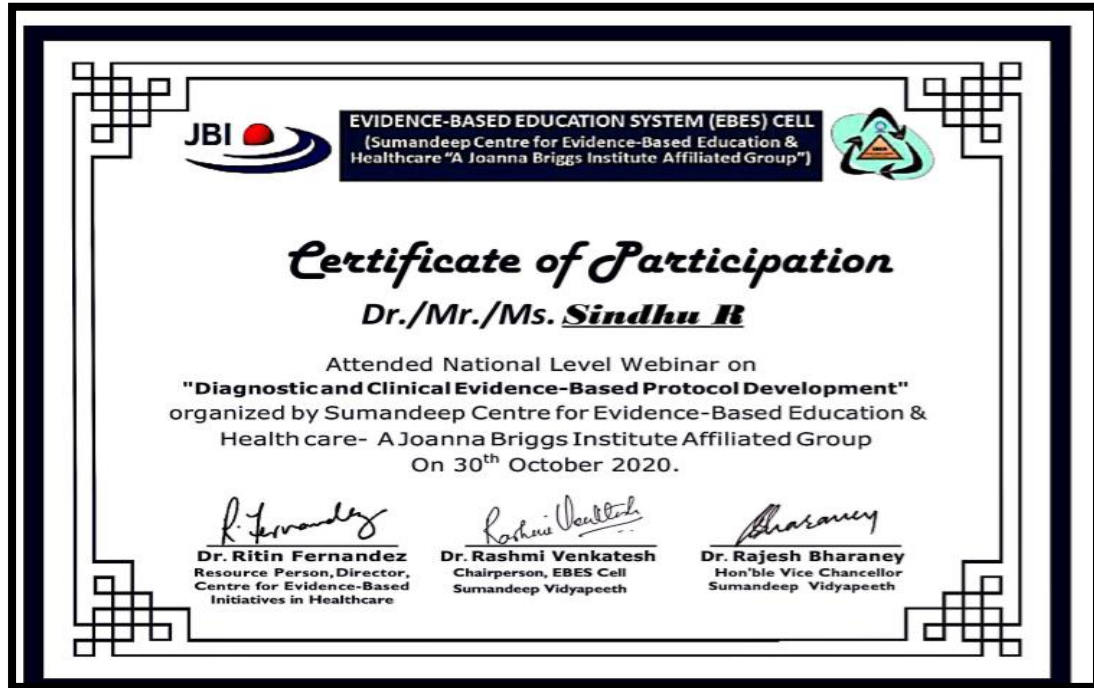 JBI
EVIDENCE-BASED EDUCATION SYSTEM (EBES) CELL
(Sumandeep Centre for Evidence-Based Education &
Healthcare "A Joanna Briggs Institute Affiliated Group")
Certificate of Participation
Dr./Mr./Ms. Sindhu R
Attended National Level Webinar on
"Diagnostic and Clinical Evidence-Based Protocol Development"
organized by Sumandeep Centre for Evidence-Based Education &
Health care- A Joanna Briggs Institute Affiliated Group
On 30th October 2020.
R. Fernandez
Dr. Ritin Fernandez
Resource Person, Director,
Centre for Evidence-Based
Initiatives in Healthcare
Rashmi Venkatesh
Dr. Rashmi Venkatesh
Chairperson, EBES Cell
Sumandeep Vidyapeeth
Bharaney
Dr. Rajesh Bharaney
Hon'ble Vice Chancellor
Sumandeep Vidyapeeth